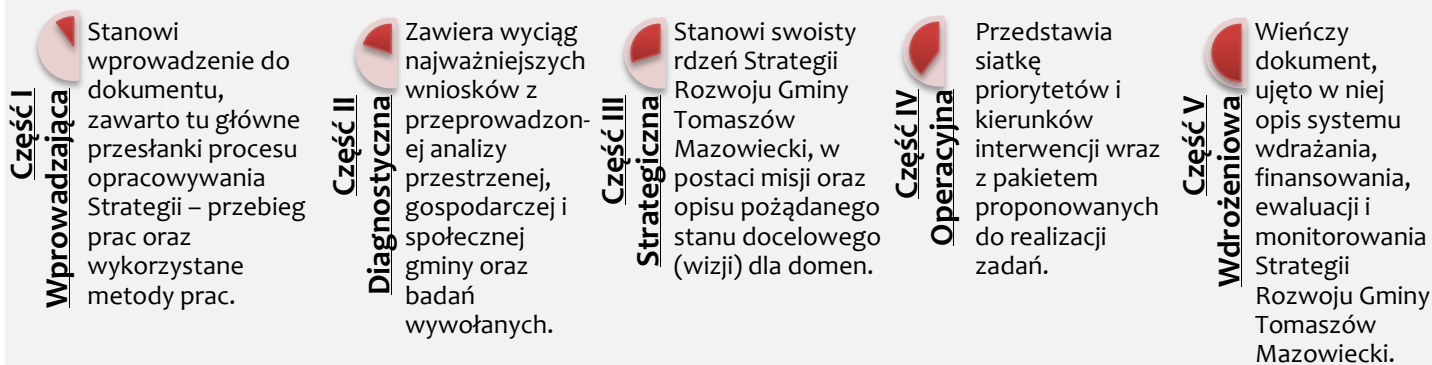 Część I
Wprowadzająca
Stanowi
wprowadzenie do
dokumentu,
zawarto tu główne
przesłanki procesu
opracowywania
Strategii – przebieg
prac oraz
wykorzystane
metody prac.
Część II
Diagnostyczna
Zawiera wyciąg
najważniejszych
wniosków z
przeprowadzon-
ej analizy
przestrzenej,
gospodarczej i
społecznej
gminy oraz
badań
wywołanych.
Część III
Strategiczna
Stanowi swoisty
rdzeń Strategii
Rozwoju Gminy
Tomaszów
Mazowiecki, w
postaci misji oraz
opisu pożądanego
stanu docelowego
(wizji) dla domen.
Część IV
Operacyjna
Przedstawia
siatkę
priorytetów i
kierunków
interwencji wraz
z pakietem
proponowanych
do realizacji
zadań.
Część V
Wdrożeniowa
Wieńczy
dokument,
ujęto w niej
opis systemu
wdrażania,
finansowania,
ewaluacji i
monitorowania
Strategii
Rozwoju Gminy
Tomaszów
Mazowiecki.